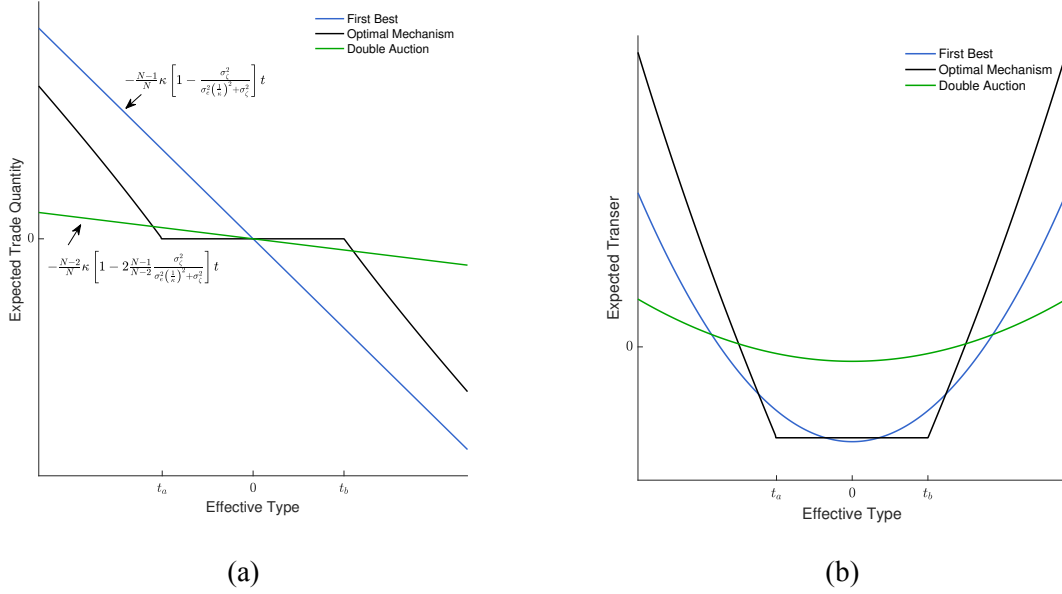 First Best
Optimal Mechanism
Double Auction
$-\frac{N-1}{N}\kappa\left[1-\frac{\sigma_\zeta^2}{\sigma_\epsilon^2\left(\frac{1}{\kappa}\right)^2+\sigma_\zeta^2}\right]t$
Expected Trade Quantity
0
$-\frac{N-2}{N}\kappa\left[1-2\frac{N-1}{N-2}\frac{\sigma_\zeta^2}{\sigma_\epsilon^2\left(\frac{1}{\kappa}\right)^2+\sigma_\zeta^2}\right]t$
$t_a$ 0 $t_b$
Effective Type
(a)
First Best
Optimal Mechanism
Double Auction
Expected Transer
0
$t_a$ 0 $t_b$
Effective Type
(b)